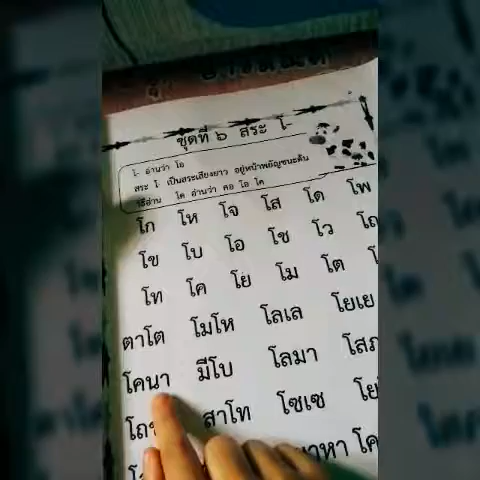 ชุดที่ ๖ สระ โ-
โ- อ่านว่า โอ
สระ โ- เป็นสระเสียงยาว อยู่หน้าพยัญชนะต้น
วิธีอ่าน โค อ่านว่า คอ โอ โค
โก โห โจ โส โด โพ
โข โบ โอ โช โว
โท โค โย โม โต
ตาโต โมโห โลเล โยเย
โคนา มีโบ โลมา
สาโท โซเซ